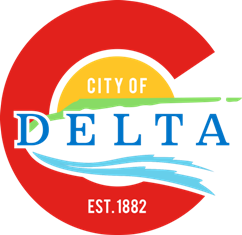 CITY OF
DELTA
EST. 1882